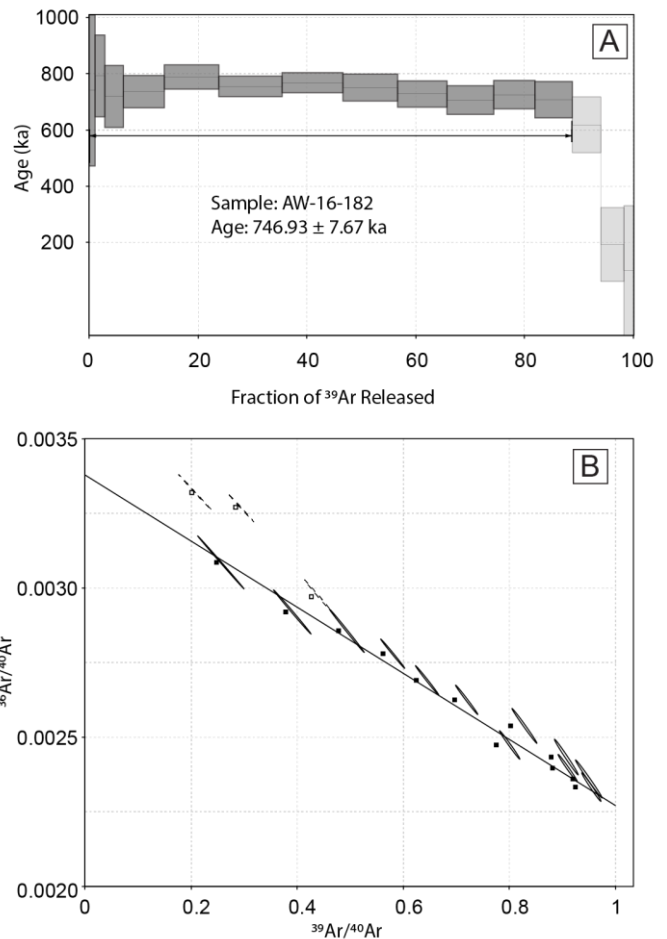 1000
A
800
600
400
200
Age (ka)
Sample: AW-16-182
Age: 746.93 ± 7.67 ka
0 20 40 60 80 100
Fraction of ³⁹Ar Released
0.0035
B
0.0030
0.0025
0.0020
³⁶Ar/⁴⁰Ar
0 0.2 0.4 0.6 0.8 1
³⁹Ar/⁴⁰Ar